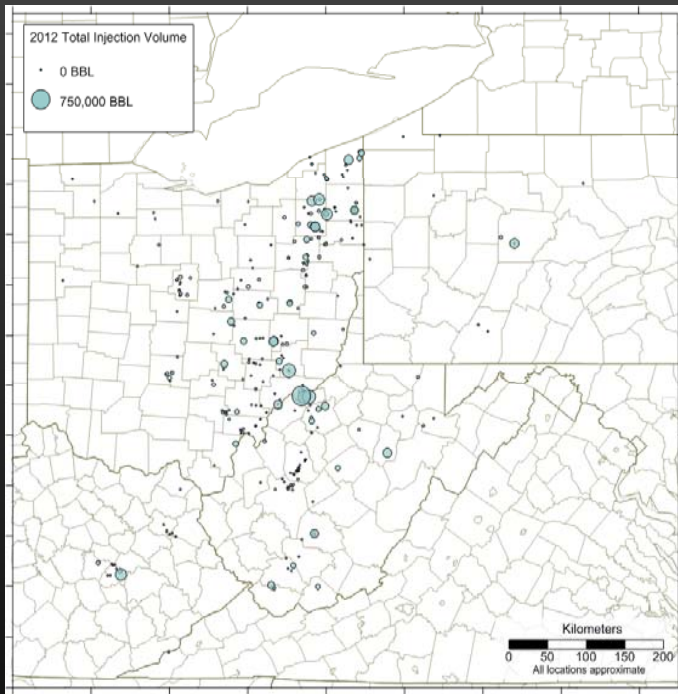 2012 Total Injection Volume
0 BBL
750,000 BBL
Kilometers
0 50 100 150 200
All locations approximate